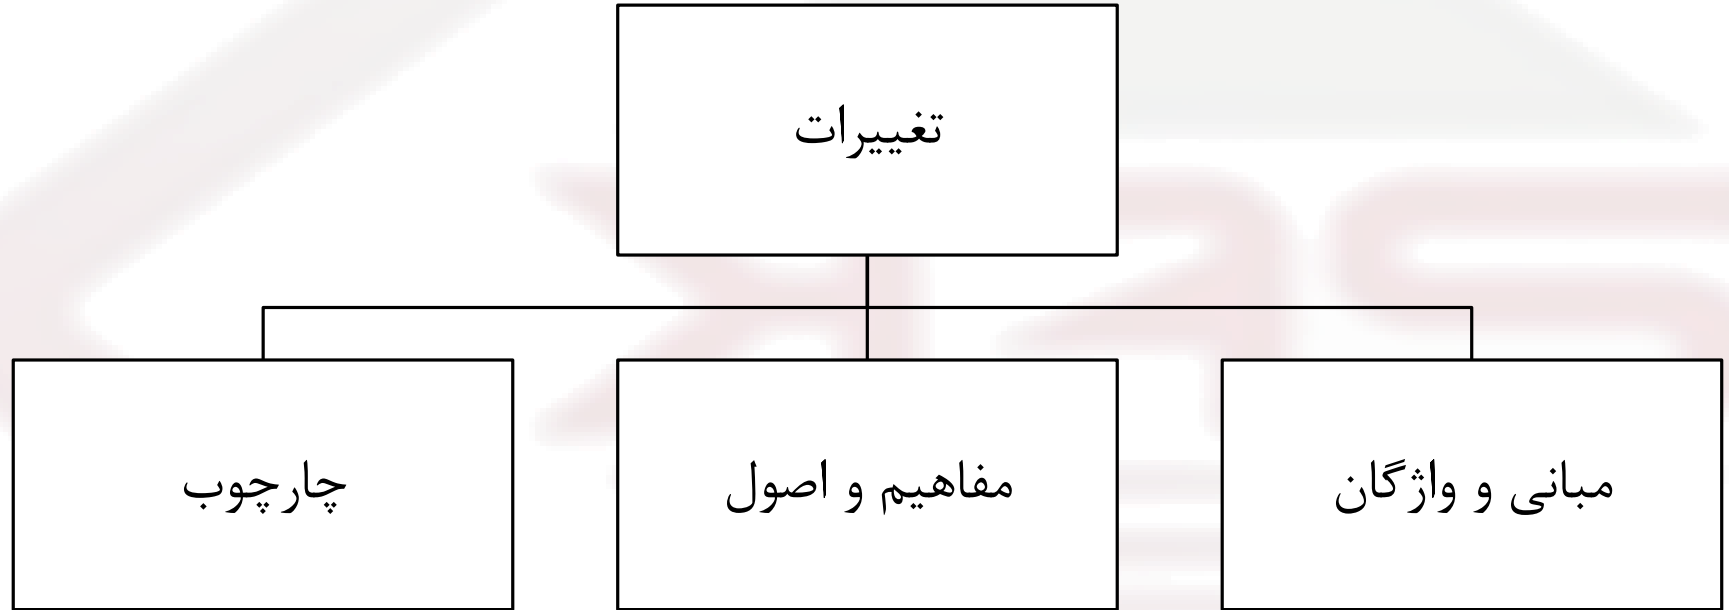 تغییرات
مبانی و واژگان
مفاهیم و اصول
چارچوب